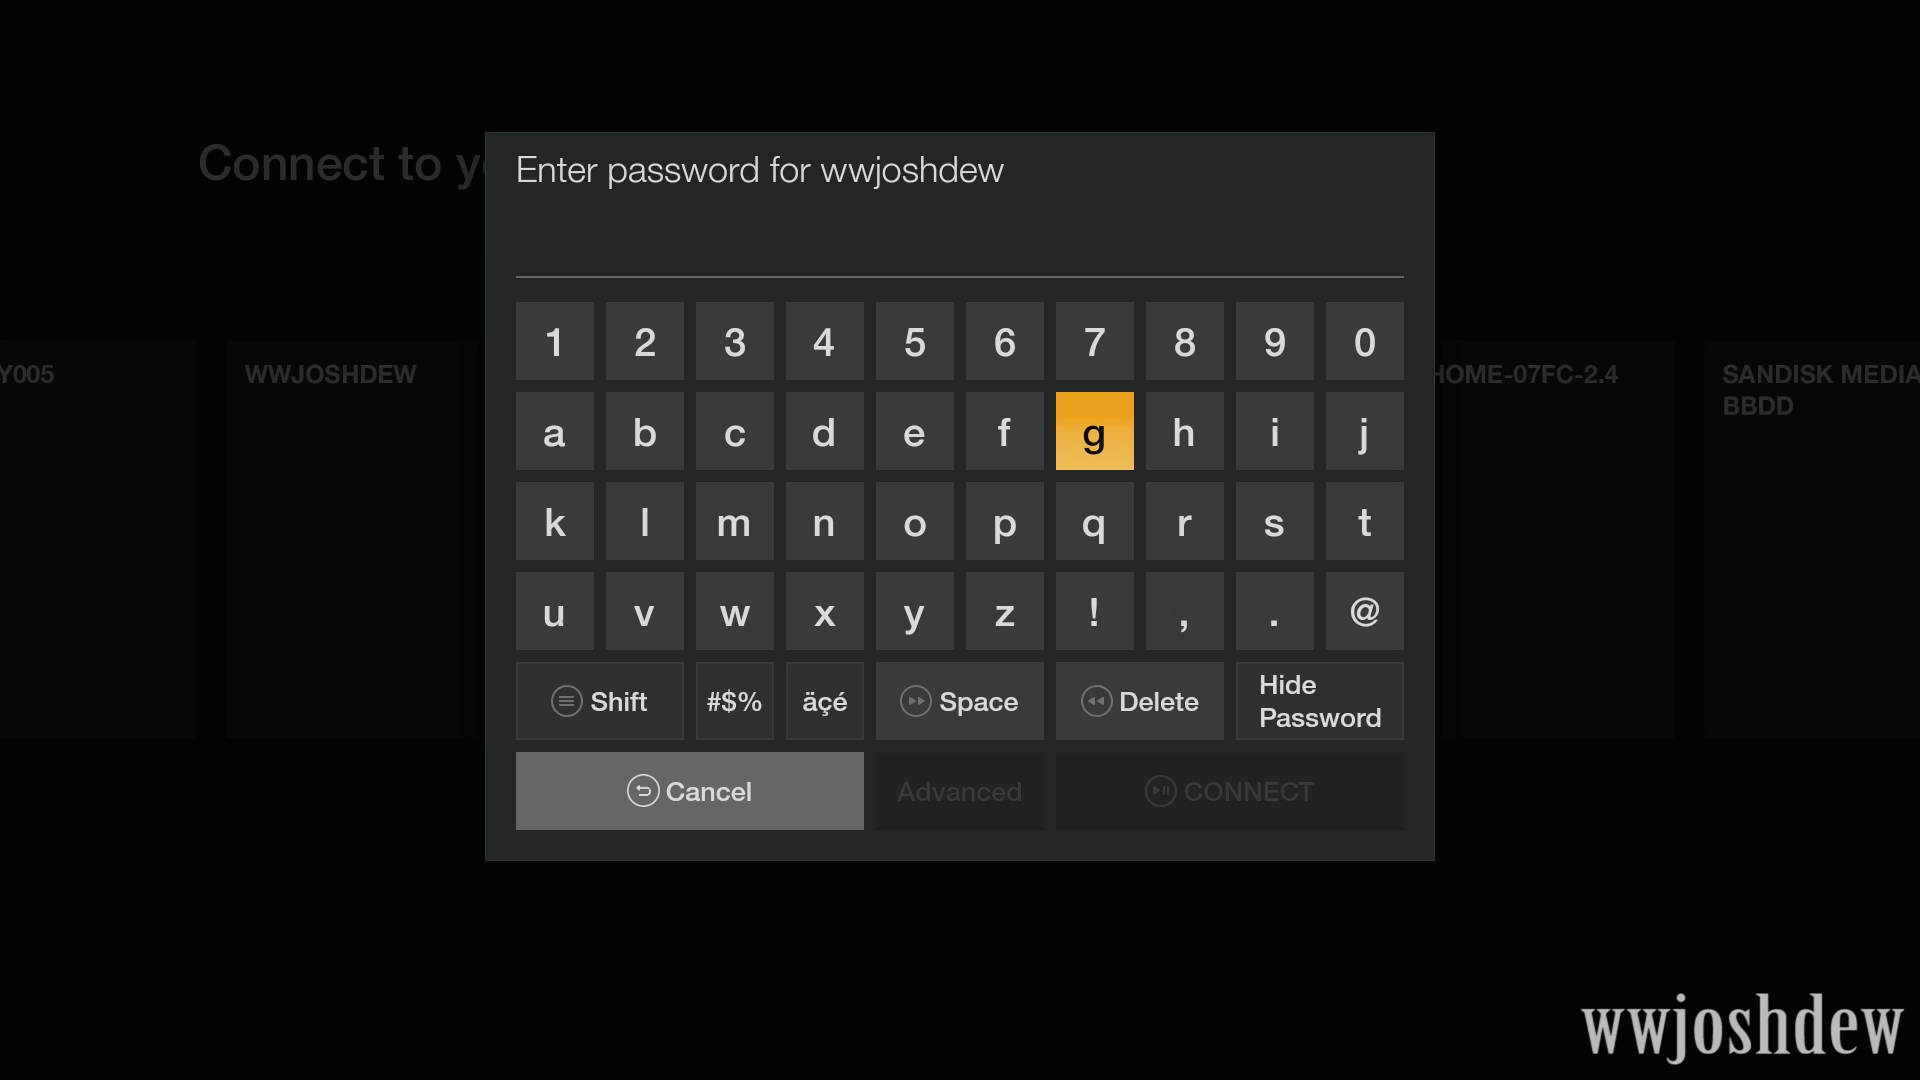 Connect to y
Enter password for wwjoshdew
Y005
WWJOSHDEW
HOME-07FC-2.4
SANDISK MEDIA
BBDD
1 2 3 4 5 6 7 8 9 0
a b c d e f g h i j
k l m n o p q r s t
u v w x y z ! , . @
Shift #$% äçé Space Delete Hide
Password
Cancel Advanced CONNECT
wwjoshdew